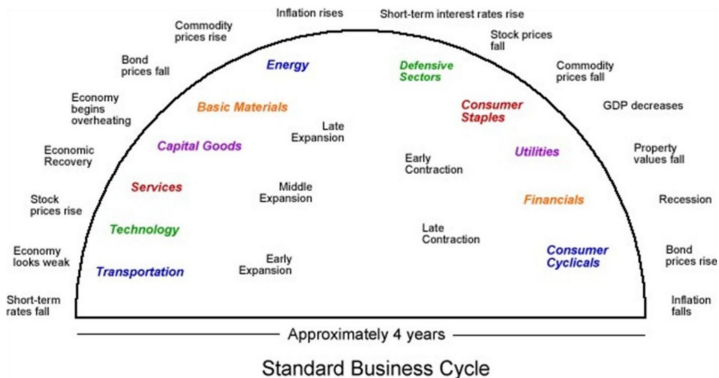 Inflation rises
Short-term interest rates rise
Commodity
prices rise
Stock prices
fall
Bond
prices fall
Energy
Defensive
Sectors
Commodity
prices fall
Economy
begins
overheating
Basic Materials
Consumer
Staples
GDP decreases
Late
Expansion
Capital Goods
Utilities
Property
values fall
Economic
Recovery
Early
Contraction
Services
Middle
Expansion
Financials
Recession
Stock
prices rise
Technology
Late
Contraction
Economy
looks weak
Transportation
Early
Expansion
Consumer
Cyclicals
Bond
prices rise
Short-term
rates fall
Inflation
falls
Approximately 4 years
Standard Business Cycle